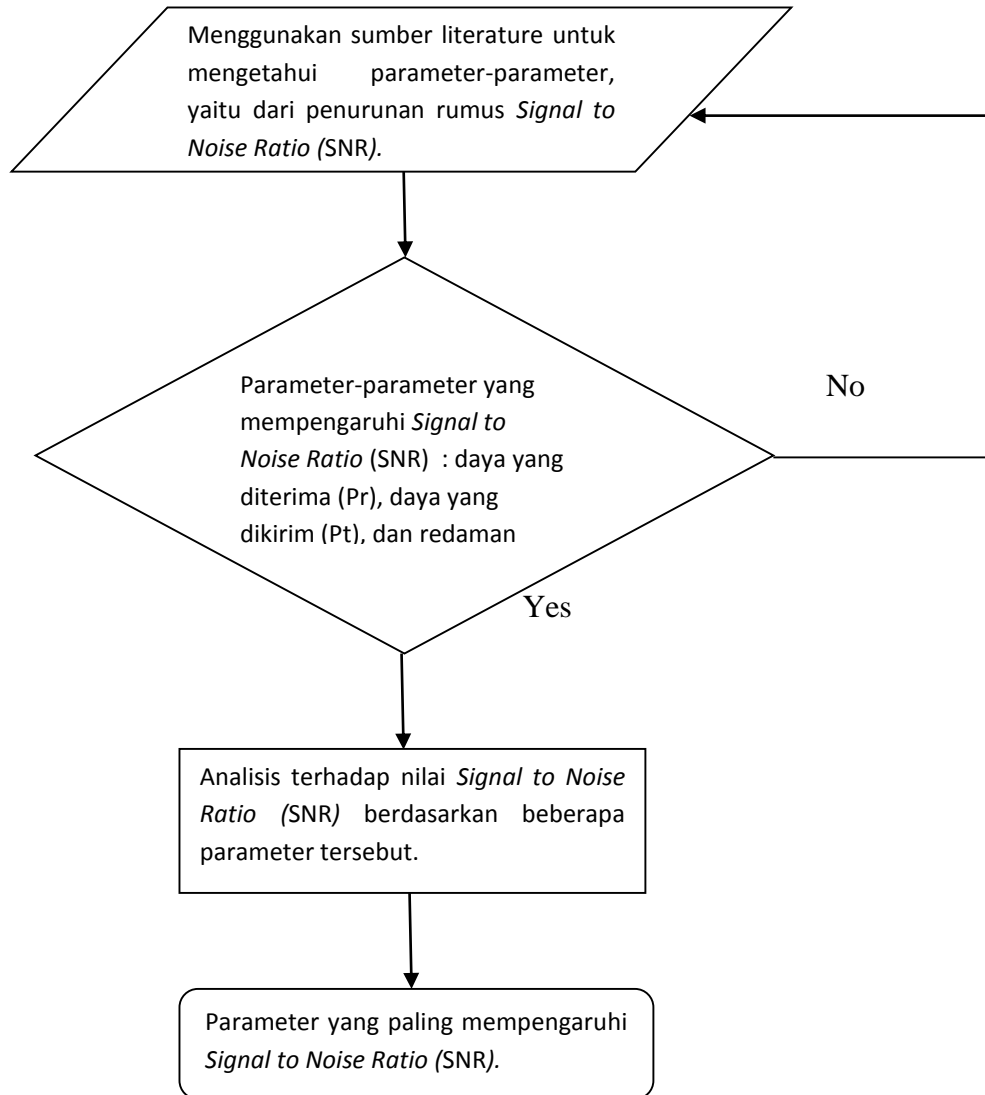 Menggunakan sumber literature untuk
mengetahui parameter-parameter,
yaitu dari penurunan rumus Signal to
Noise Ratio (SNR).
Parameter-parameter yang
mempengaruhi Signal to
Noise Ratio (SNR) : daya yang
diterima (Pr), daya yang
dikirim (Pt), dan redaman
No
Yes
Analisis terhadap nilai Signal to Noise
Ratio (SNR) berdasarkan beberapa
parameter tersebut.
Parameter yang paling mempengaruhi
Signal to Noise Ratio (SNR).